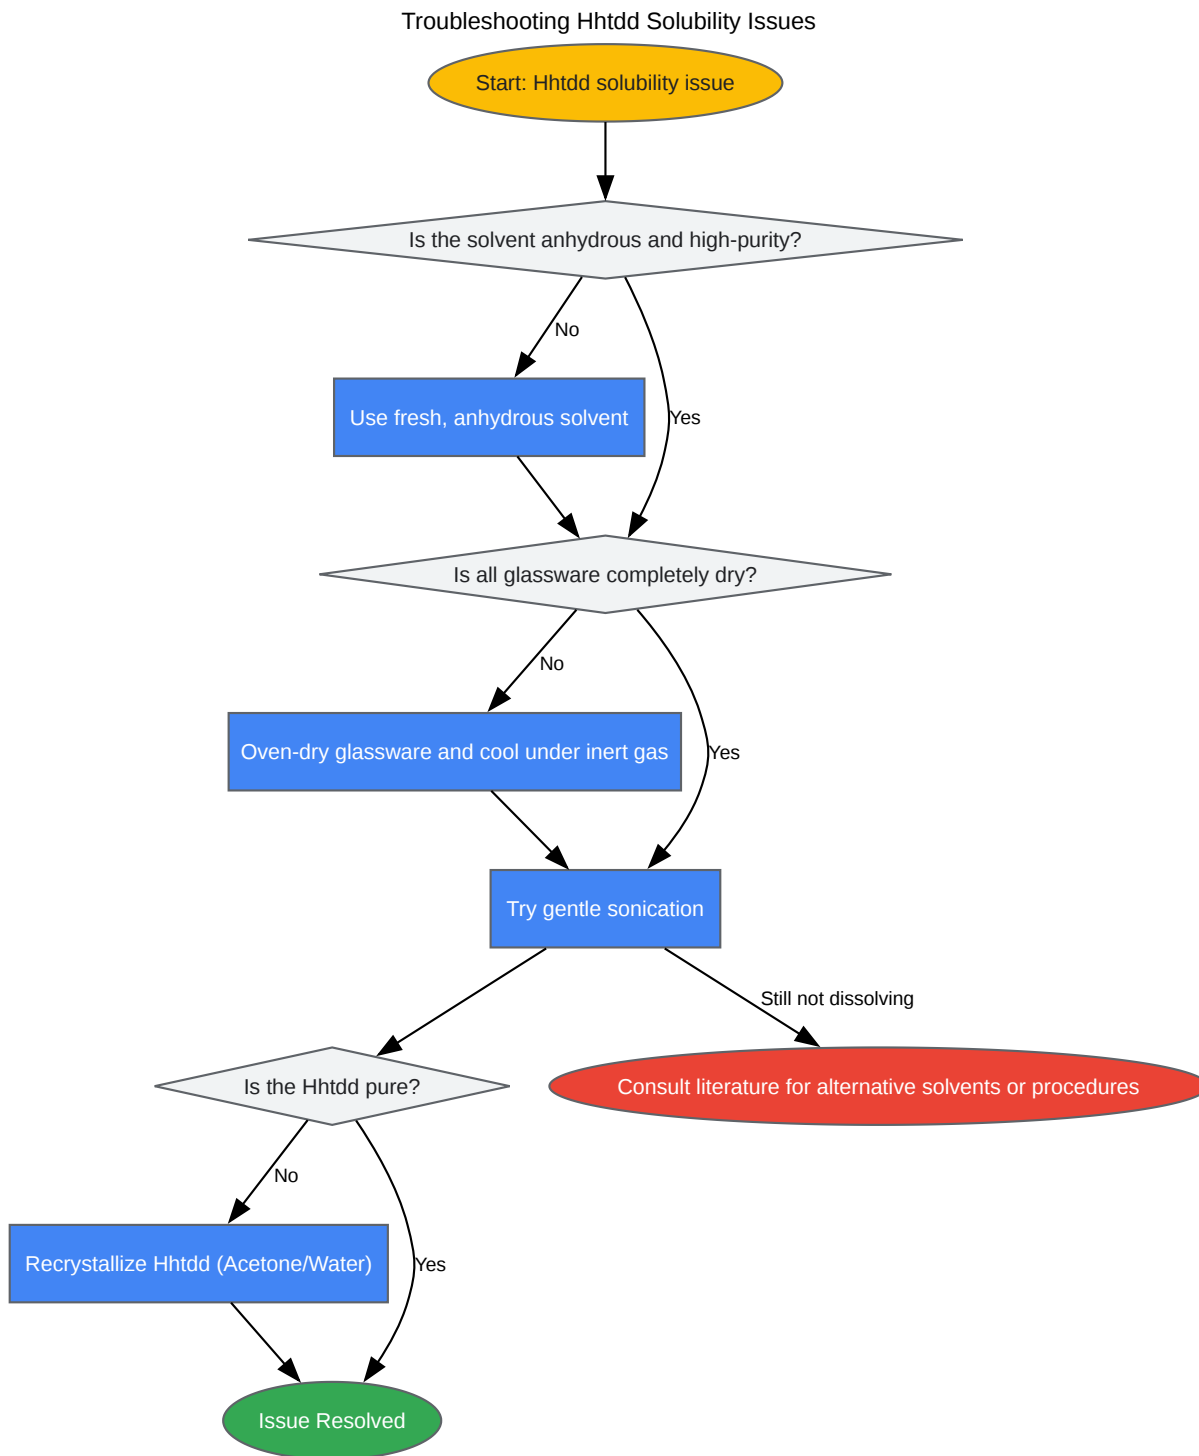 Troubleshooting Hhtdd Solubility Issues
Start: Hhtdd solubility issue
Is the solvent anhydrous and high-purity?
No
Use fresh, anhydrous solvent
Yes
Is all glassware completely dry?
No
Oven-dry glassware and cool under inert gas
Yes
Try gentle sonication
Still not dissolving
Is the Hhtdd pure?
Consult literature for alternative solvents or procedures
No
Recrystallize Hhtdd (Acetone/Water)
Yes
Issue Resolved